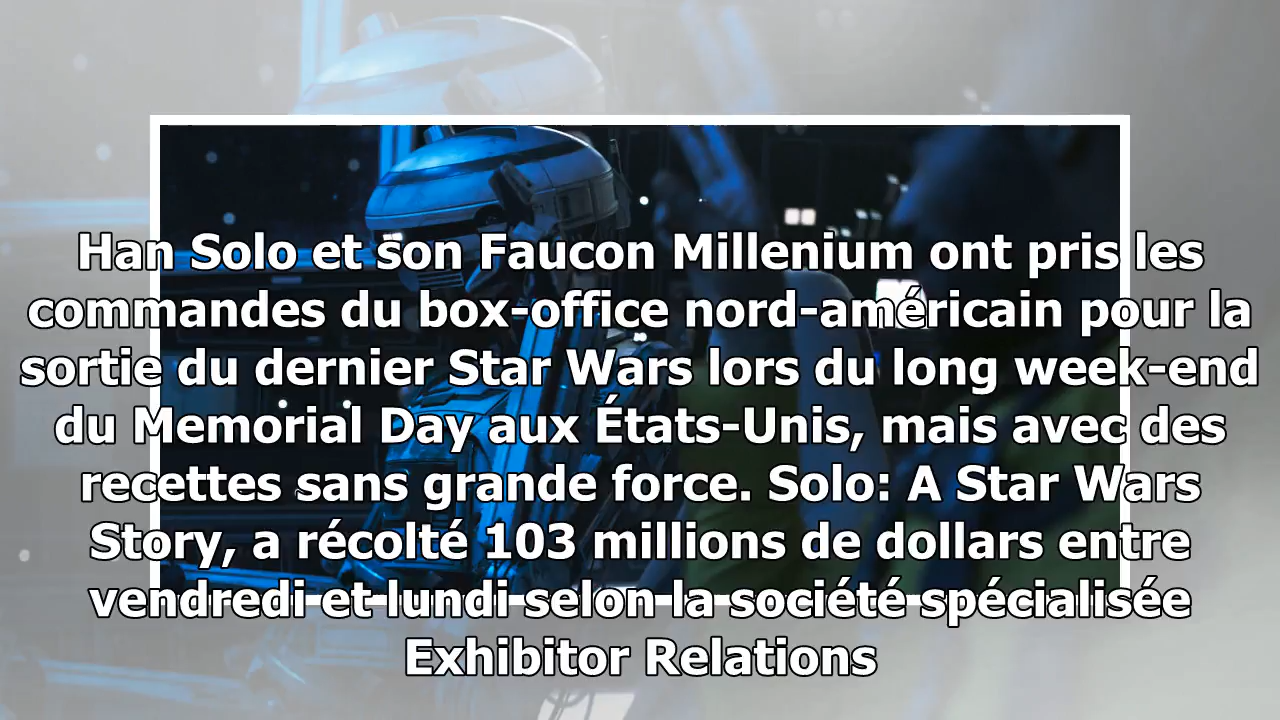 Han Solo et son Faucon Millenium ont pris les
commandes du box-office nord-américain pour la
sortie du dernier Star Wars lors du long week-end
du Memorial Day aux États-Unis, mais avec des
recettes sans grande force. Solo: A Star Wars
Story, a récolté 103 millions de dollars entre
vendredi et lundi selon la société spécialisée
Exhibitor Relations